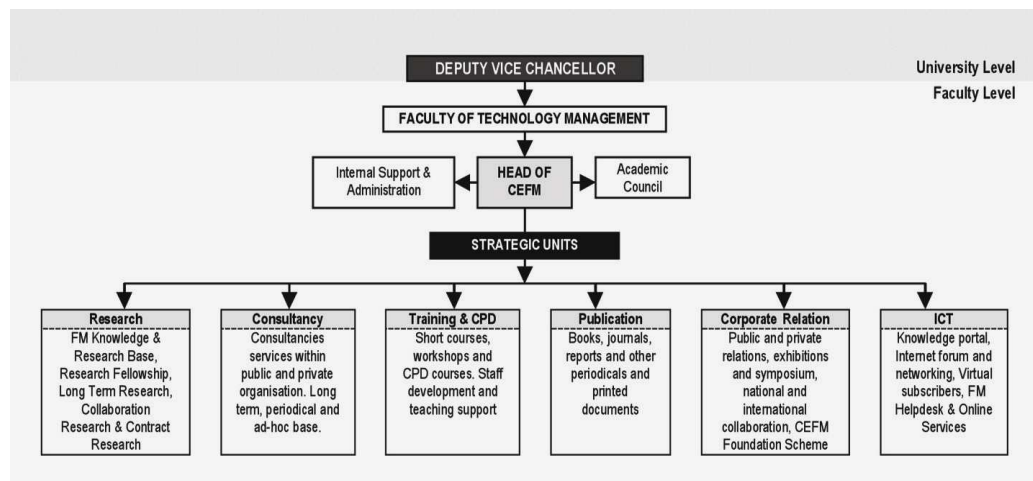 DEPUTY VICE CHANCELLOR
University Level
Faculty Level
FACULTY OF TECHNOLOGY MANAGEMENT
Internal Support &
Administration
HEAD OF
CEFM
Academic
Council
STRATEGIC UNITS
Research
FM Knowledge &
Research Base,
Research Fellowship,
Long Term Research,
Collaboration
Research & Contract
Research
Consultancy
Consultancies
services within
public and private
organisation. Long
term, periodical and
ad-hoc base.
Training & CPD
Short courses,
workshops and
CPD courses. Staff
development and
teaching support
Publication
Books, journals,
reports and other
periodicals and
printed
documents
Corporate Relation
Public and private
relations, exhibitions
and symposium,
national and
international
collaboration, CEFM
Foundation Scheme
ICT
Knowledge portal,
Internet forum and
networking, Virtual
subscribers, FM
Helpdesk & Online
Services